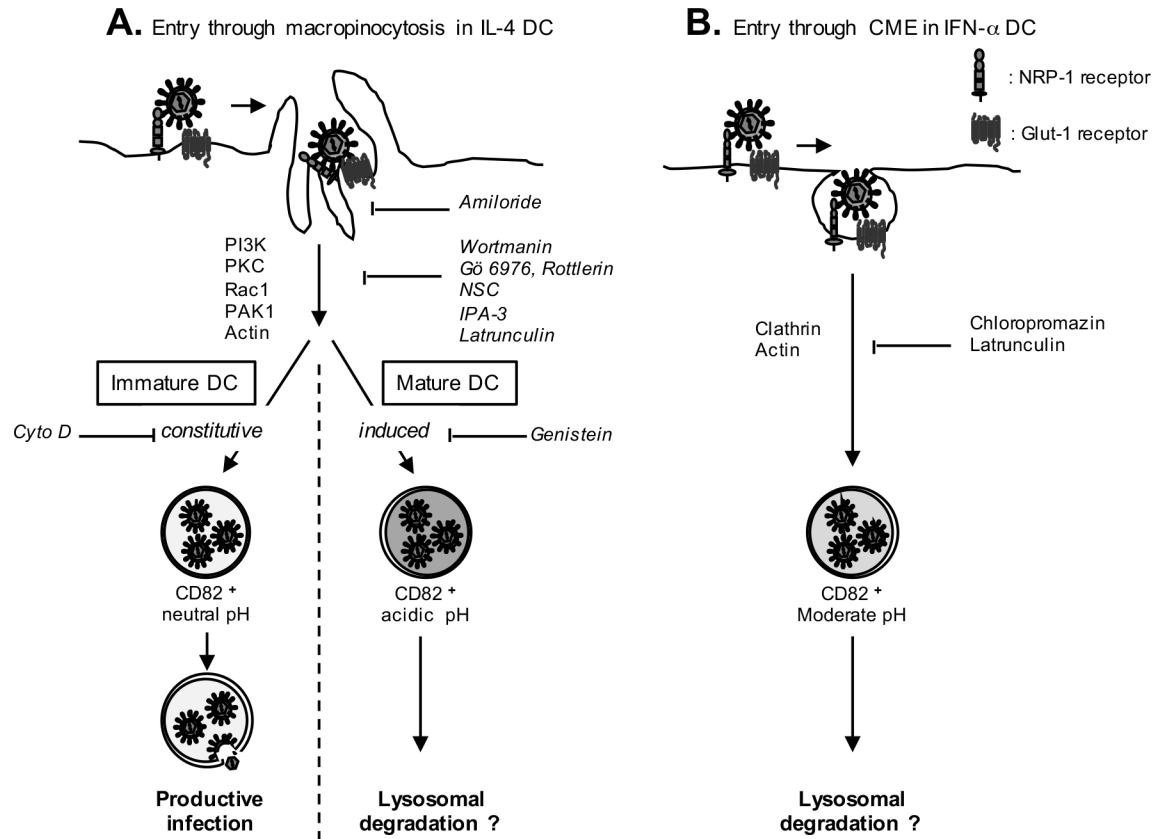 A. Entry through macropinocytosis in IL-4 DC
B. Entry through CME in IFN-α DC
: NRP-1 receptor
: Glut-1 receptor
Amiloride
PI3K
PKC
Rac1
PAK1
Actin
Wortmanin
Gö 6976, Rottlerin
NSC
IPA-3
Latrunculin
Immature DC
Mature DC
Cyto D
constitutive
induced
Genistein
CD82 +
neutral pH
CD82 +
acidic pH
Productive
infection
Lysosomal
degradation ?
Clathrin
Actin
Chloropromazin
Latrunculin
CD82 +
Moderate pH
Lysosomal
degradation ?